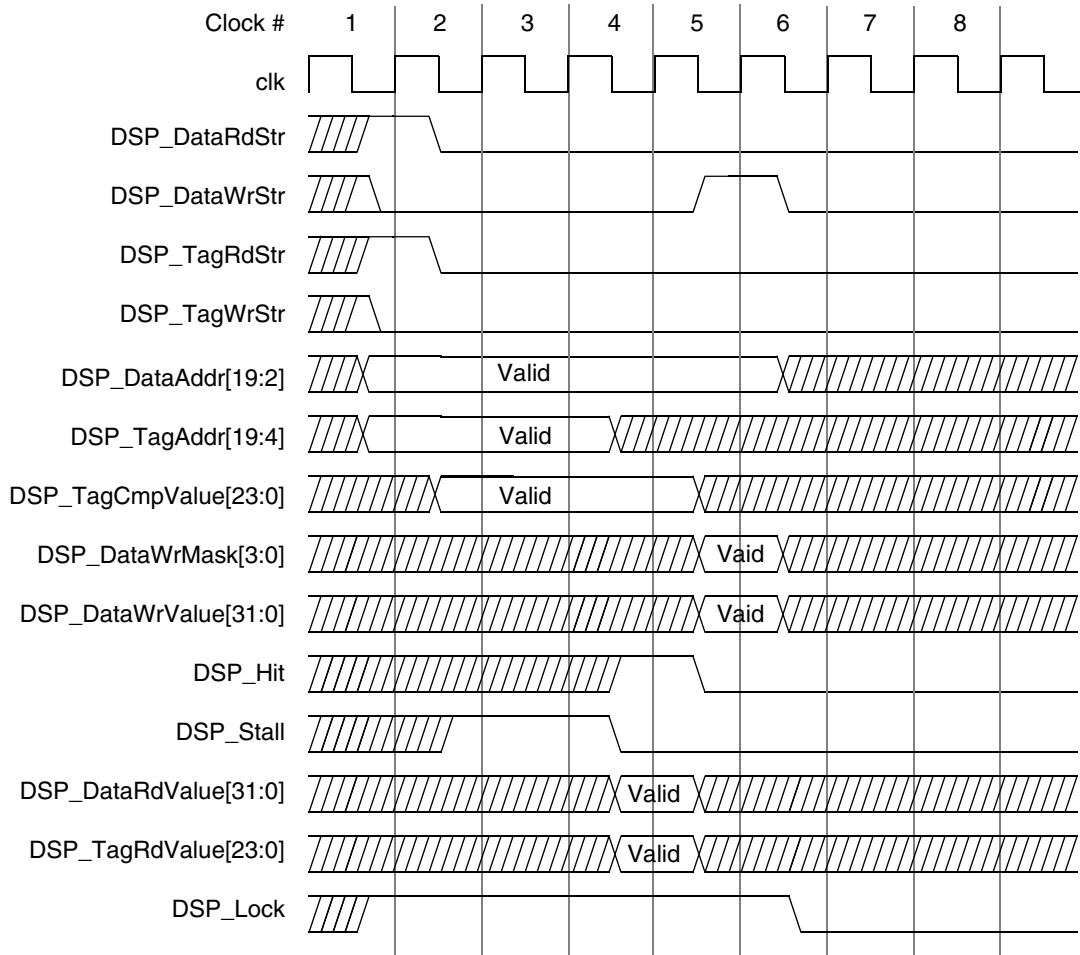 Clock # 1 2 3 4 5 6 7 8
clk
DSP_DataRdStr
DSP_DataWrStr
DSP_TagRdStr
DSP_TagWrStr
DSP_DataAddr[19:2] Valid
DSP_TagAddr[19:4] Valid
DSP_TagCmpValue[23:0] Valid
DSP_DataWrMask[3:0] Vaid
DSP_DataWrValue[31:0] Vaid
DSP_Hit
DSP_Stall
DSP_DataRdValue[31:0] Valid
DSP_TagRdValue[23:0] Valid
DSP_Lock